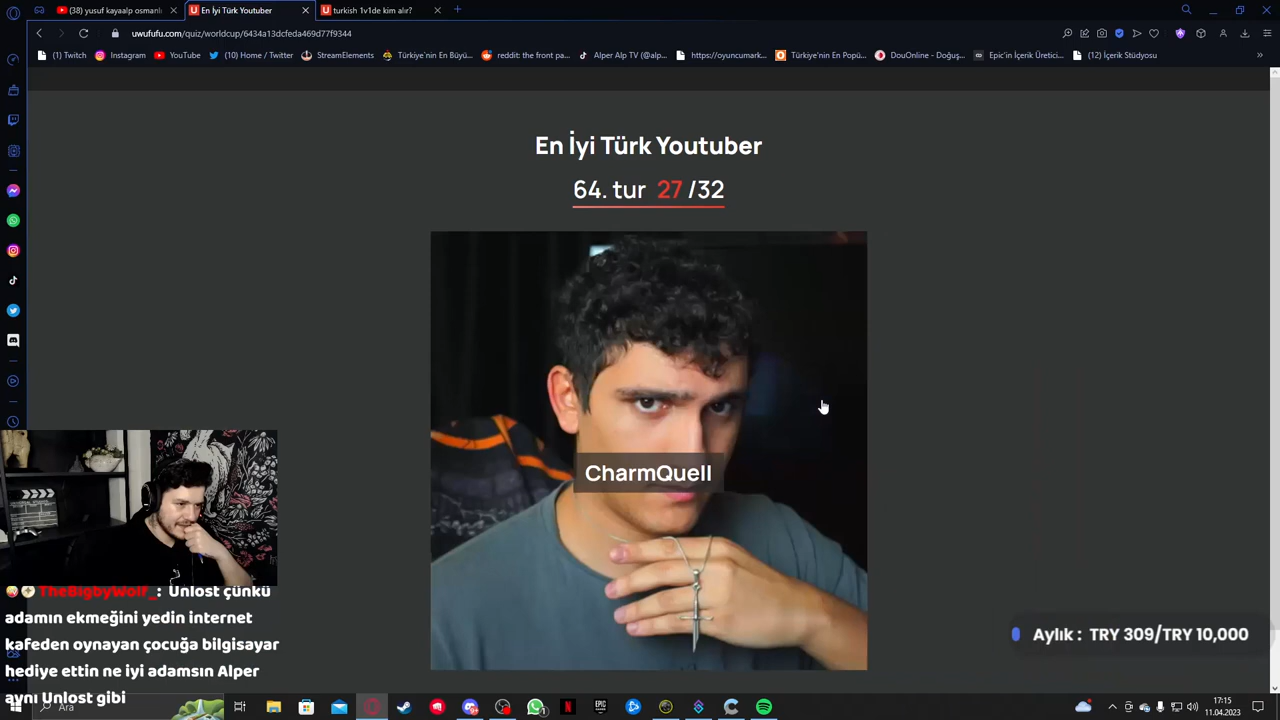 (38) yusuf kayaalp osmanlı
En İyi Türk Youtuber
turkish 1v1de kim alır?
uwufufu.com/quiz/worldcup/6434a13dcfeda469d77f9344
(1) Twitch
Instagram
YouTube
(10) Home / Twitter
StreamElements
Türkiye'nin En Büyü...
reddit: the front pa...
Alper Alp TV (@alp...
https://oyuncumark...
Türkiye'nin En Popü...
DouOnline - Doğuş...
Epic'in İçerik Üretici...
(12) İçerik Stüdyosu
En İyi Türk Youtuber
64. tur 27 /32
CharmQuell
TheBigbyWolf_: Unlost çünkü
adamın ekmeğini yedin internet
kafeden oynayan çocuğa bilgisayar
hediye ettin ne iyi adamsın Alper
aynı Unlost gibi
Aylık : TRY 309/TRY 10,000
Ara
17:15
11.04.2023